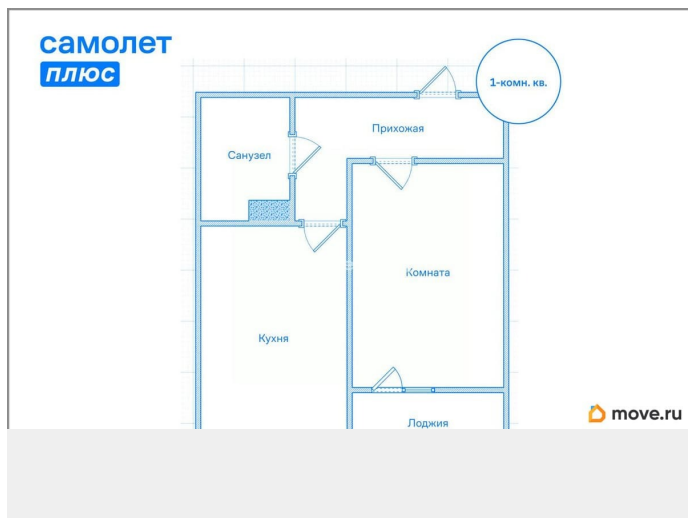 самолет
плюс
1-комн. кв.
Прихожая
Санузел
Комната
Кухня
Лоджия
move.ru